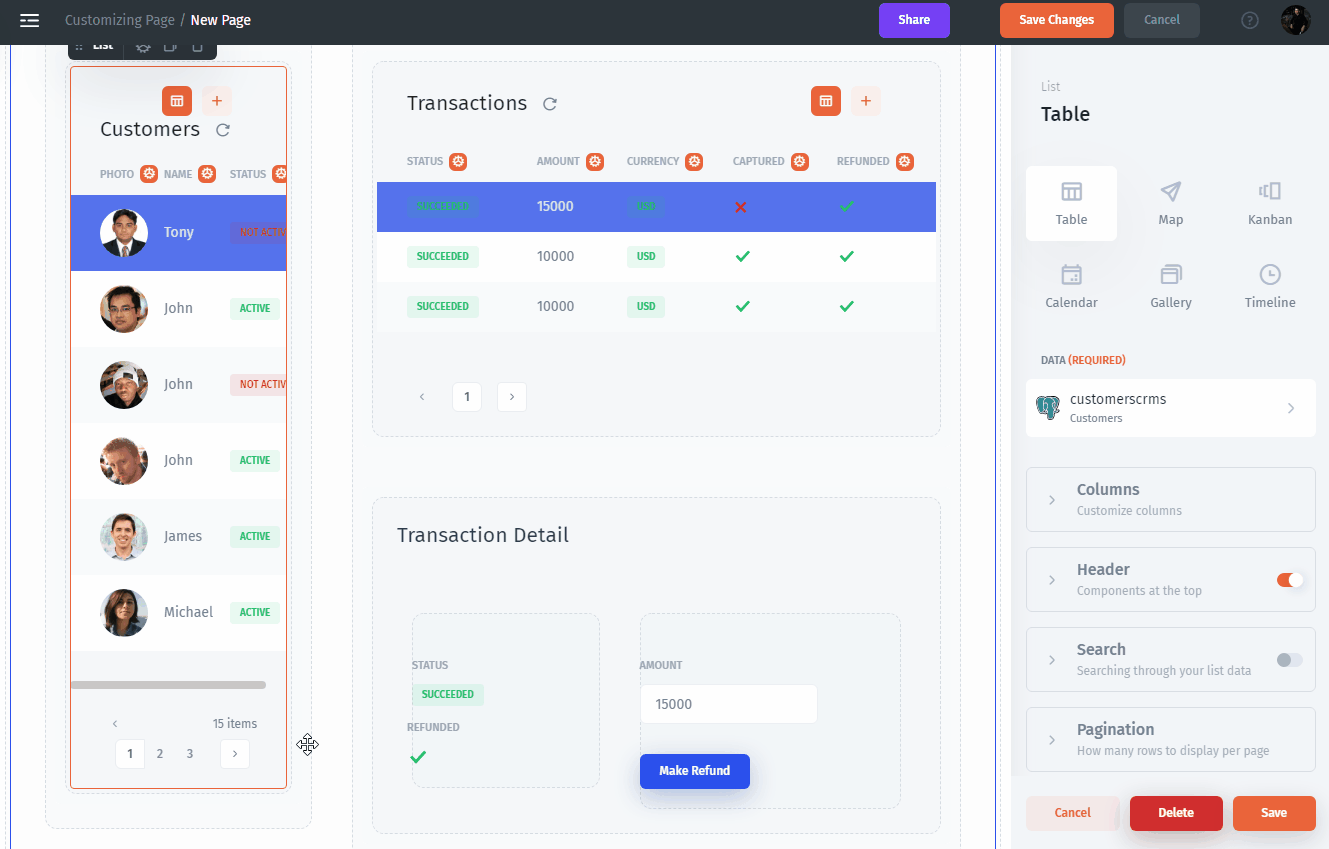 Customizing Page / New Page
Share
Save Changes
Cancel
?
List
Customers
PHOTO NAME STATUS
Tony NOT ACTIV
John ACTIVE
John NOT ACTIV
John ACTIVE
James ACTIVE
Michael ACTIVE
15 items
1 2 3
Transactions
STATUS AMOUNT CURRENCY CAPTURED REFUNDED
SUCCEEDED 15000 USD
SUCCEEDED 10000 USD
SUCCEEDED 10000 USD
1
Transaction Detail
STATUS
SUCCEEDED
REFUNDED
AMOUNT
15000
Make Refund
List
Table
Table Map Kanban
Calendar Gallery Timeline
DATA (REQUIRED)
customerscrms
Customers
Columns
Customize columns
Header
Components at the top
Search
Searching through your list data
Pagination
How many rows to display per page
Cancel Delete Save